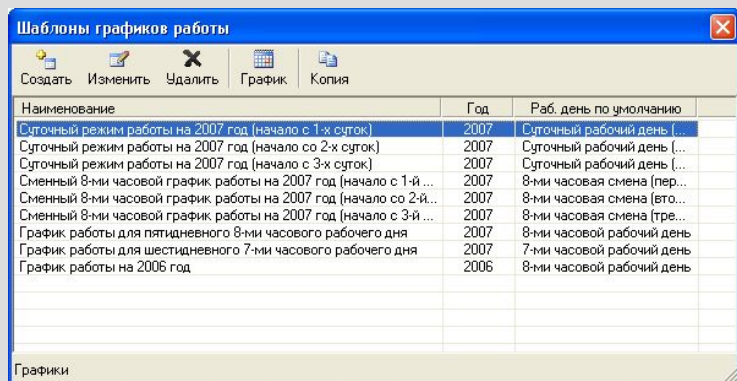 Шаблоны графиков работы
Создать Изменить Удалить График Копия
Наименование Год Раб. день по умолчанию
Суточный режим работы на 2007 год (начало с 1-х суток) 2007 Суточный рабочий день (...
Суточный режим работы на 2007 год (начало со 2-х суток) 2007 Суточный рабочий день (...
Суточный режим работы на 2007 год (начало с 3-х суток) 2007 Суточный рабочий день (...
Сменный 8-ми часовой график работы на 2007 год (начало с 1-й ... 2007 8-ми часовая смена (пер...
Сменный 8-ми часовой график работы на 2007 год (начало со 2-й... 2007 8-ми часовая смена (вто...
Сменный 8-ми часовой график работы на 2007 год (начало с 3-й ... 2007 8-ми часовая смена (тре...
График работы для пятидневного 8-ми часового рабочего дня 2007 8-ми часовой рабочий день
График работы для шестидневного 7-ми часового рабочего дня 2007 7-ми часовой рабочий день
График работы на 2006 год 2006 8-ми часовой рабочий день
Графики